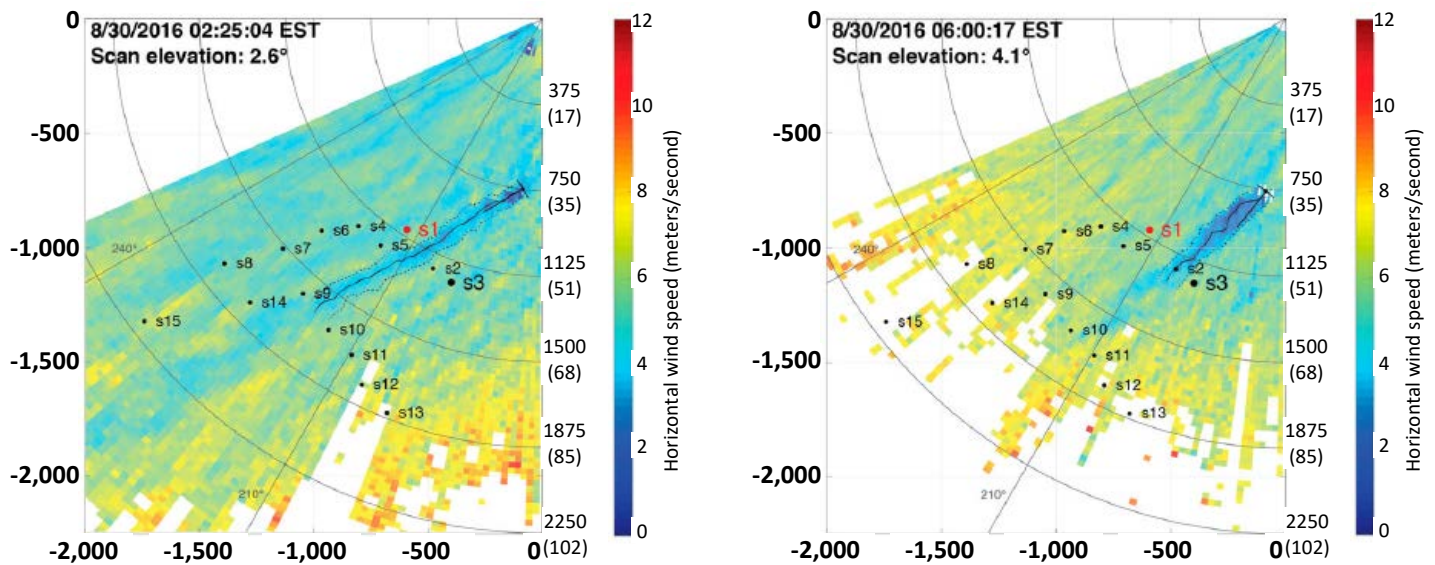 8/30/2016 02:25:04 EST
Scan elevation: 2.6°
0
-500
-1,000
-1,500
-2,000
-2,000
-1,500
-1,000
-500
0
375
(17)
750
(35)
1125
(51)
1500
(68)
1875
(85)
2250
(102)
240°
210°
s1
s2
s3
s4
s5
s6
s7
s8
s9
s10
s11
s12
s13
s14
s15
12
10
8
6
4
2
0
Horizontal wind speed (meters/second)
8/30/2016 06:00:17 EST
Scan elevation: 4.1°
0
-500
-1,000
-1,500
-2,000
-2,000
-1,500
-1,000
-500
0
375
(17)
750
(35)
1125
(51)
1500
(68)
1875
(85)
2250
(102)
240°
210°
s1
s2
s3
s4
s5
s6
s7
s8
s9
s10
s11
s12
s13
s14
s15
12
10
8
6
4
2
0
Horizontal wind speed (meters/second)